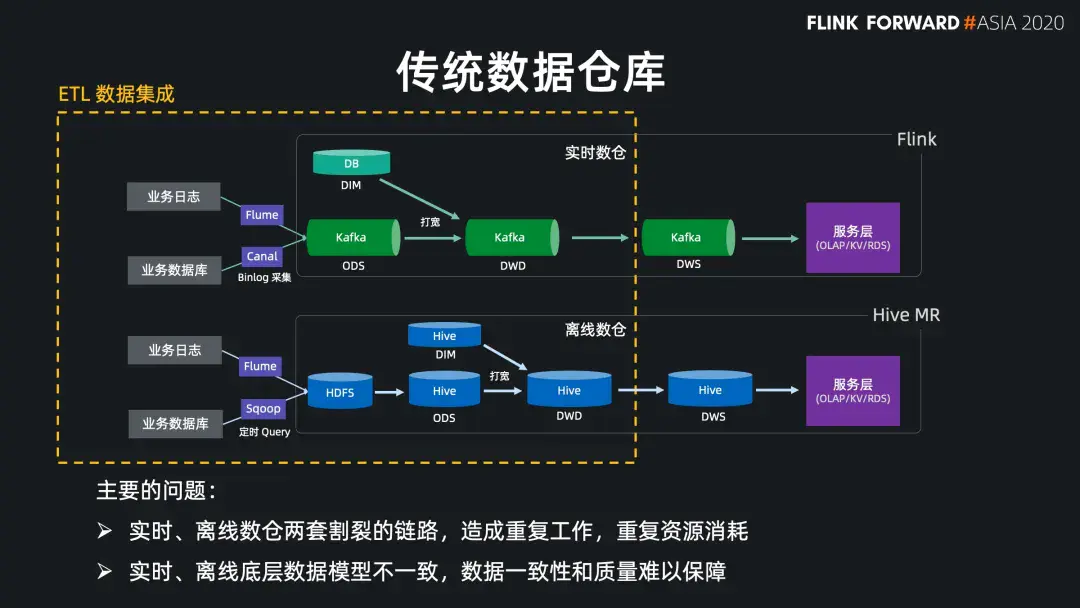 FLINK FORWARD #ASIA 2020
传统数据仓库
ETL 数据集成
Flink
实时数仓
DB
DIM
业务日志
Flume
打宽
Kafka
Kafka
Kafka
服务层
(OLAP/KV/RDS)
Canal
业务数据库
Binlog 采集
ODS
DWD
DWS
Hive MR
离线数仓
Hive
DIM
业务日志
Flume
打宽
HDFS
Hive
Hive
Hive
服务层
(OLAP/KV/RDS)
Sqoop
业务数据库
定时 Query
ODS
DWD
DWS
主要的问题：
➢ 实时、离线数仓两套割裂的链路，造成重复工作，重复资源消耗
➢ 实时、离线底层数据模型不一致，数据一致性和质量难以保障